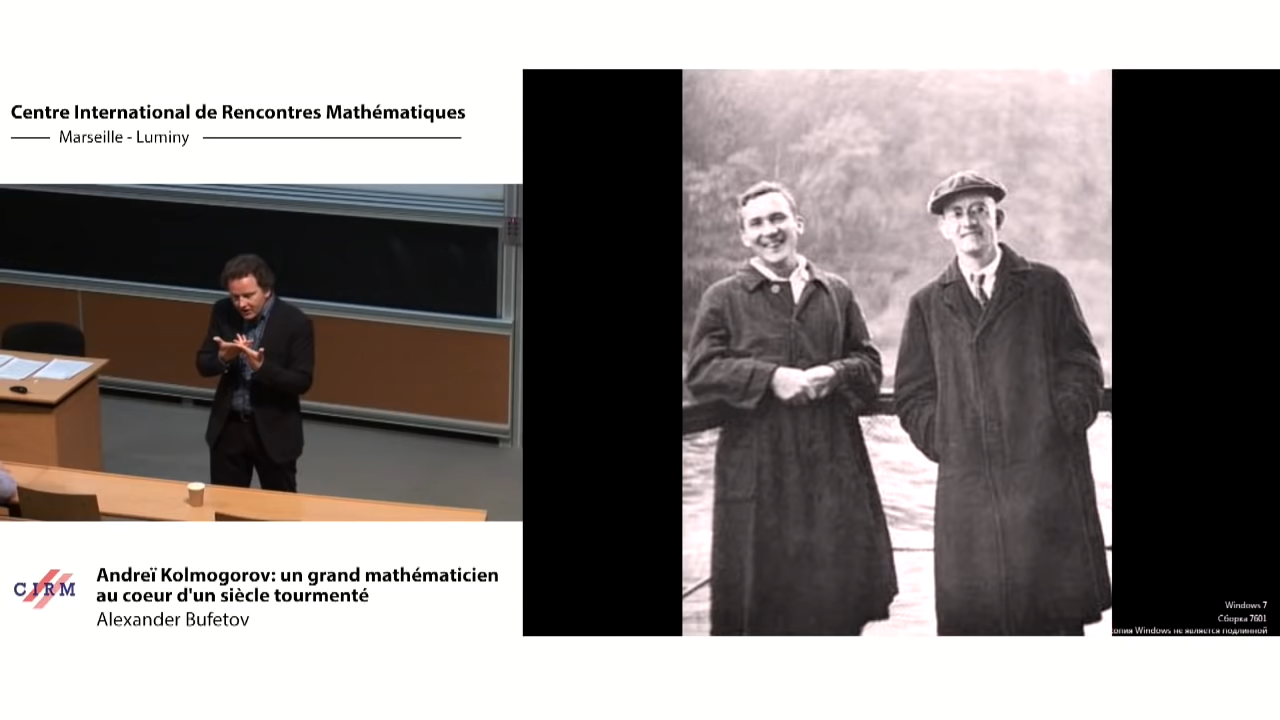 Centre International de Rencontres Mathématiques
Marseille - Luminy
CIRM
Andreï Kolmogorov: un grand mathématicien
au coeur d'un siècle tourmenté
Alexander Bufetov
Windows 7
Сборка 7601
опия Windows не является подлинной